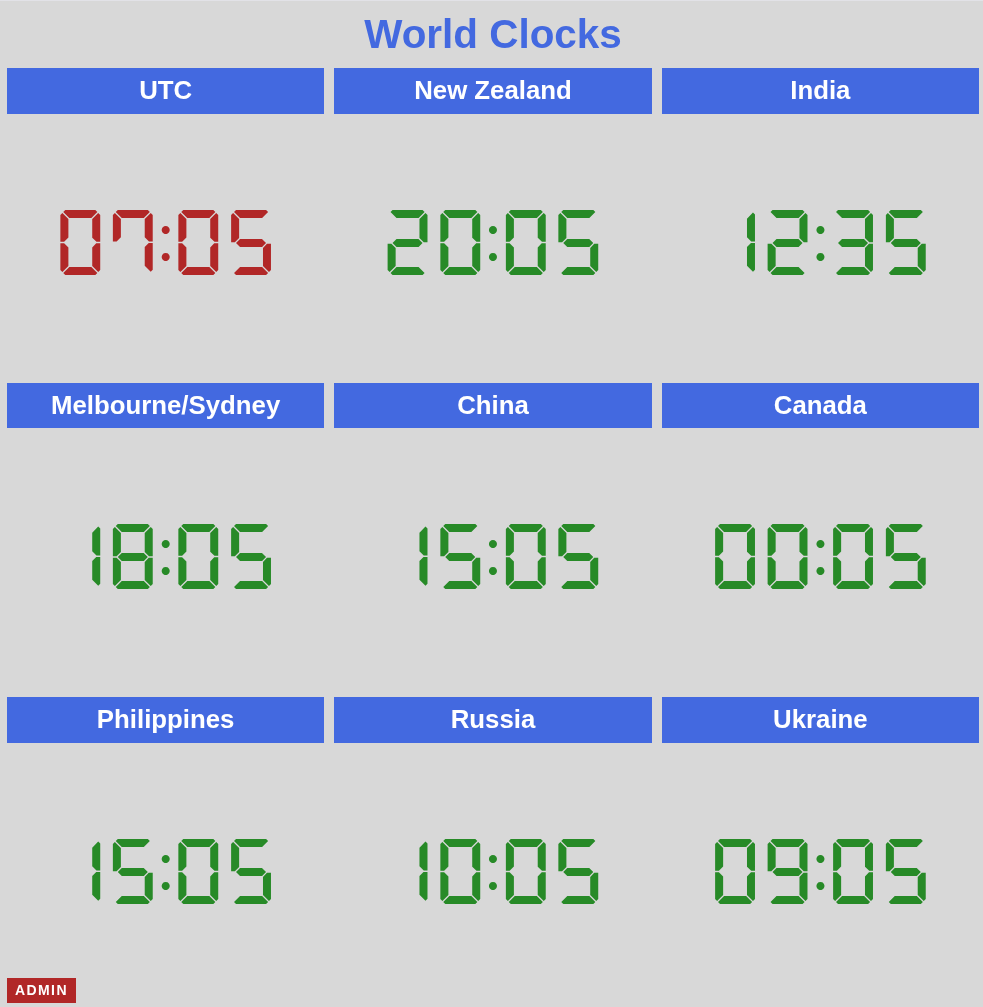 World Clocks
UTC New Zealand India
07:05 20:05 12:35
Melbourne/Sydney China Canada
18:05 15:05 00:05
Philippines Russia Ukraine
15:05 10:05 09:05
ADMIN